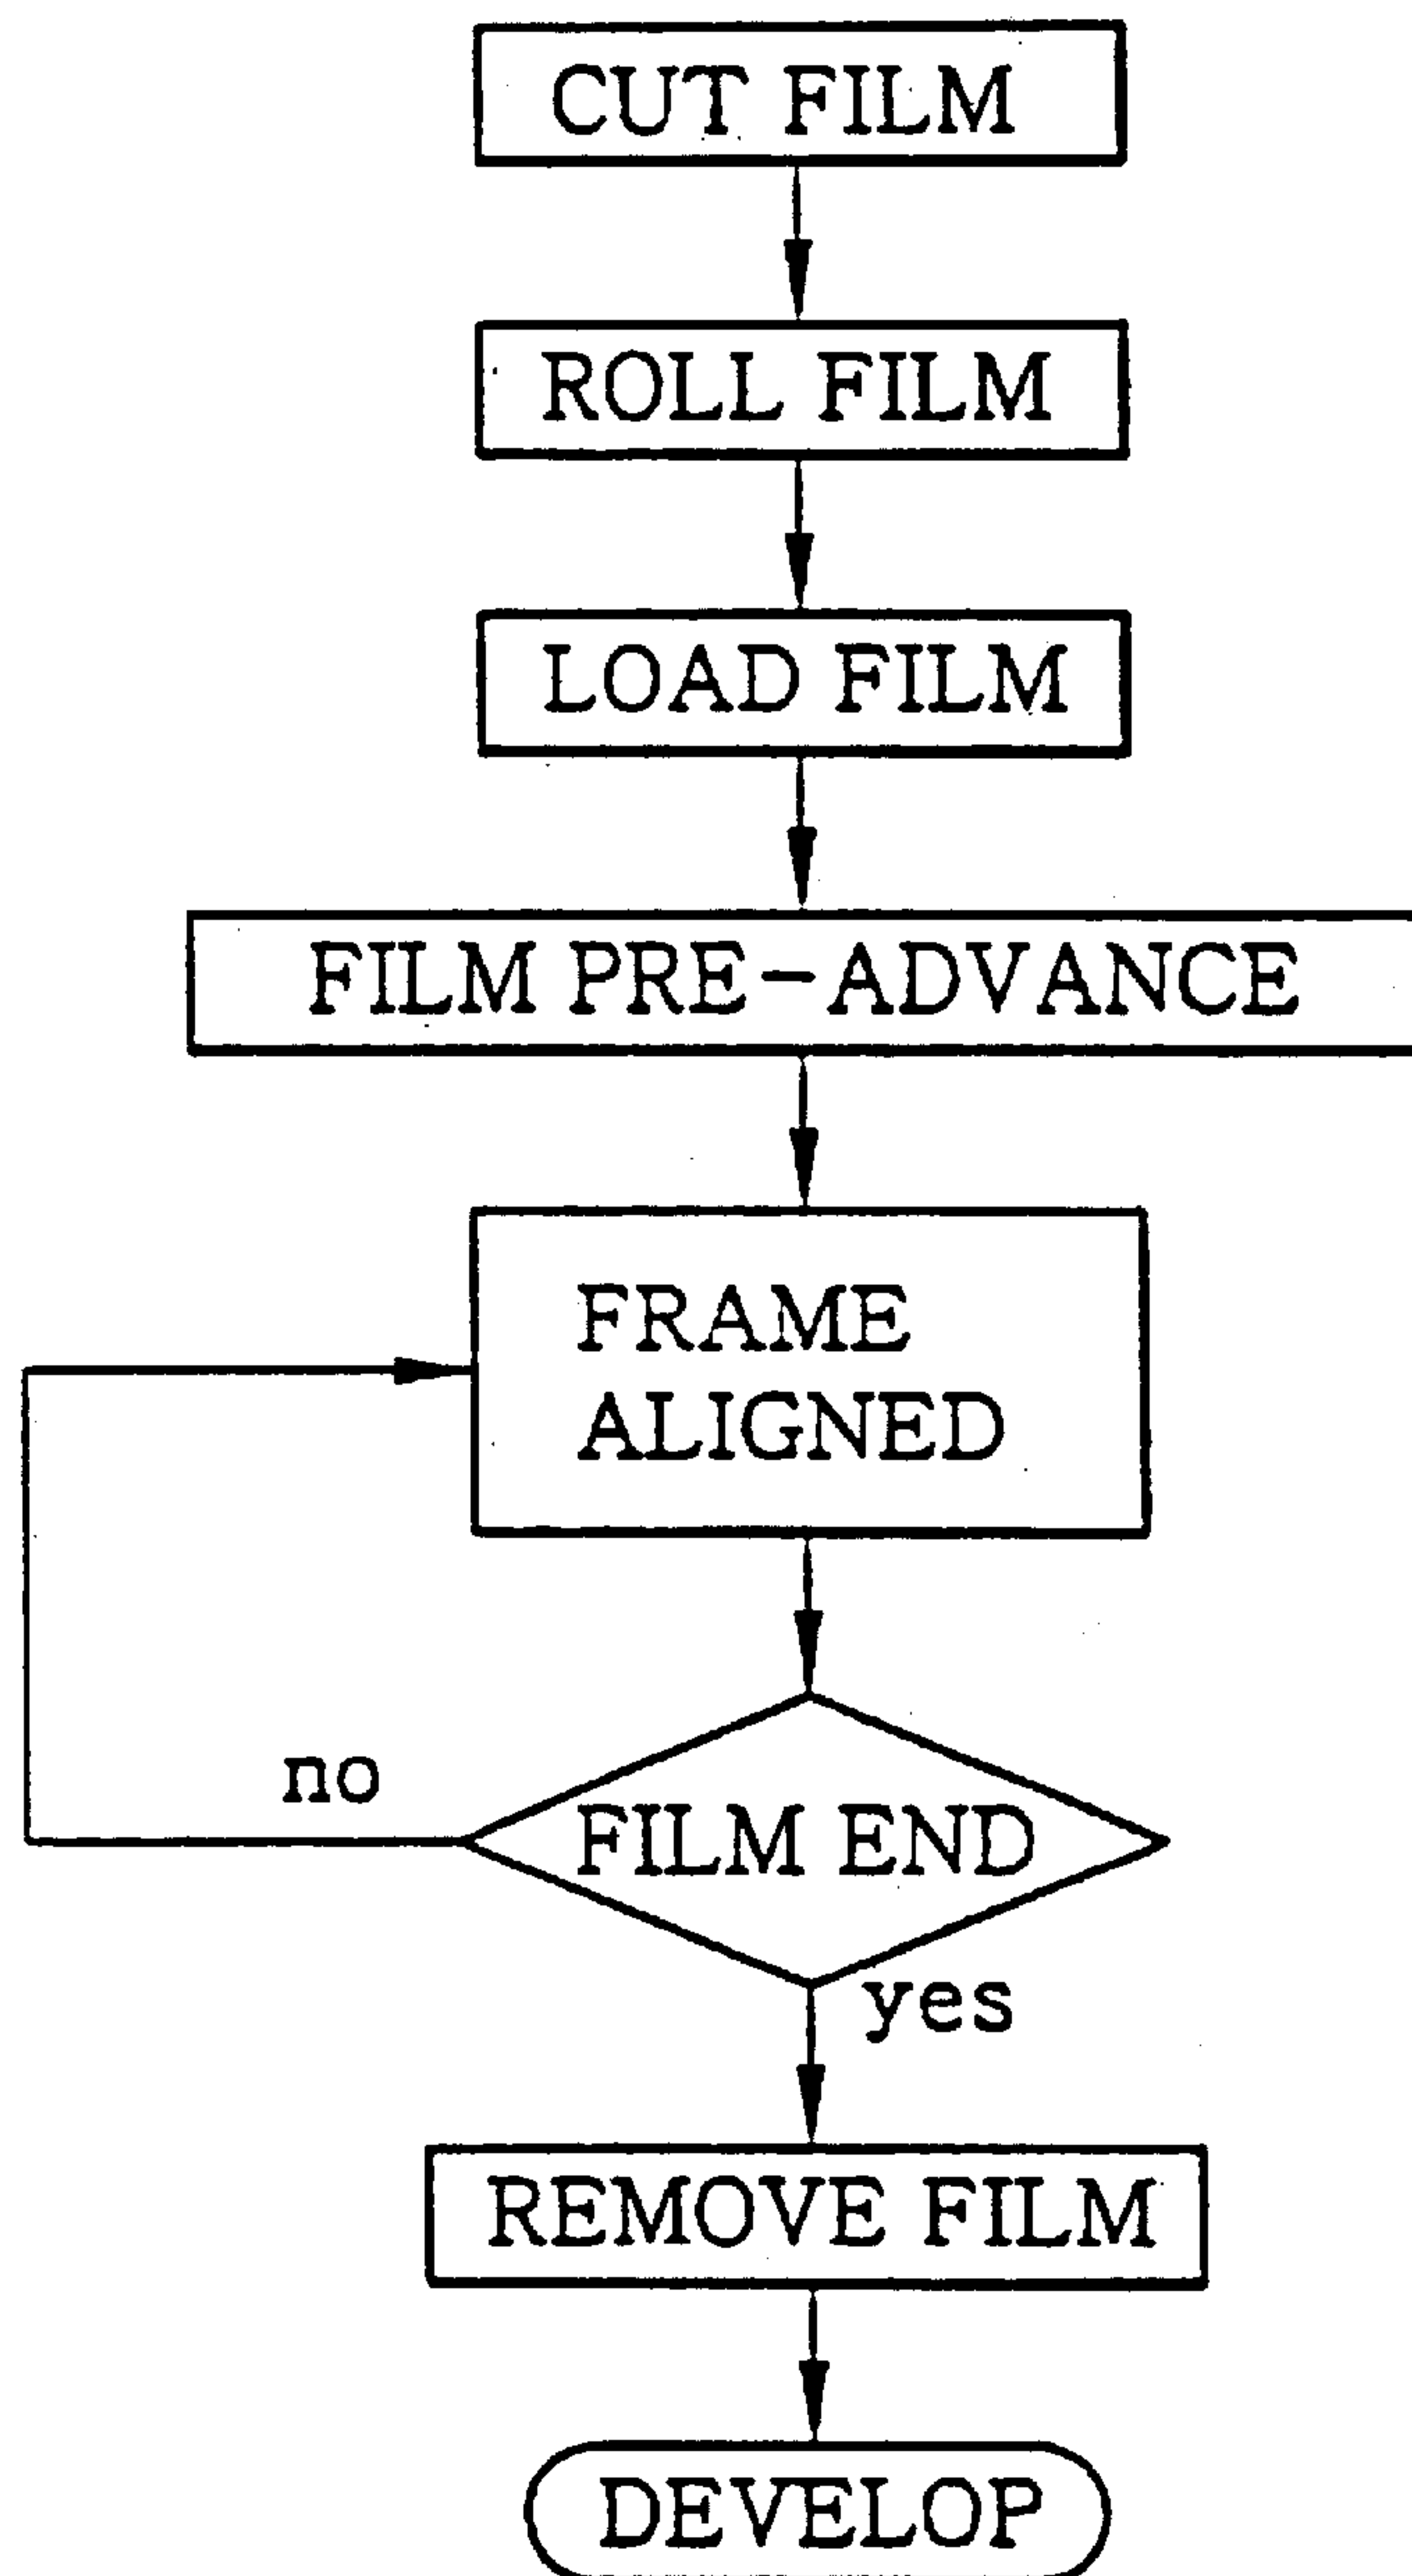 CUT FILM
ROLL FILM
LOAD FILM
FILM PRE-ADVANCE
FRAME
ALIGNED
no
FILM END
yes
REMOVE FILM
DEVELOP